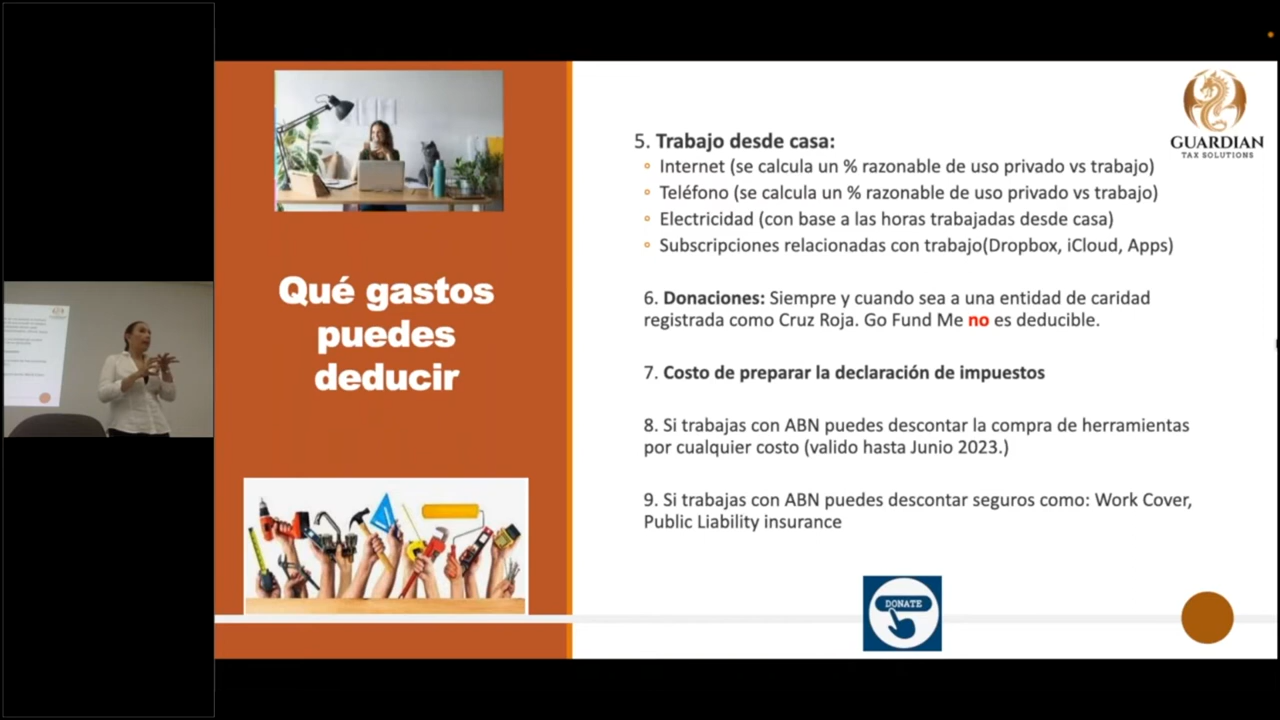 Qué gastos
puedes
deducir
GUARDIAN
TAX SOLUTIONS
5. Trabajo desde casa:
Internet (se calcula un % razonable de uso privado vs trabajo)
Teléfono (se calcula un % razonable de uso privado vs trabajo)
Electricidad (con base a las horas trabajadas desde casa)
Subscripciones relacionadas con trabajo(Dropbox, iCloud, Apps)
6. Donaciones: Siempre y cuando sea a una entidad de caridad
registrada como Cruz Roja. Go Fund Me no es deducible.
7. Costo de preparar la declaración de impuestos
8. Si trabajas con ABN puedes descontar la compra de herramientas
por cualquier costo (valido hasta Junio 2023.)
9. Si trabajas con ABN puedes descontar seguros como: Work Cover,
Public Liability insurance
DONATE